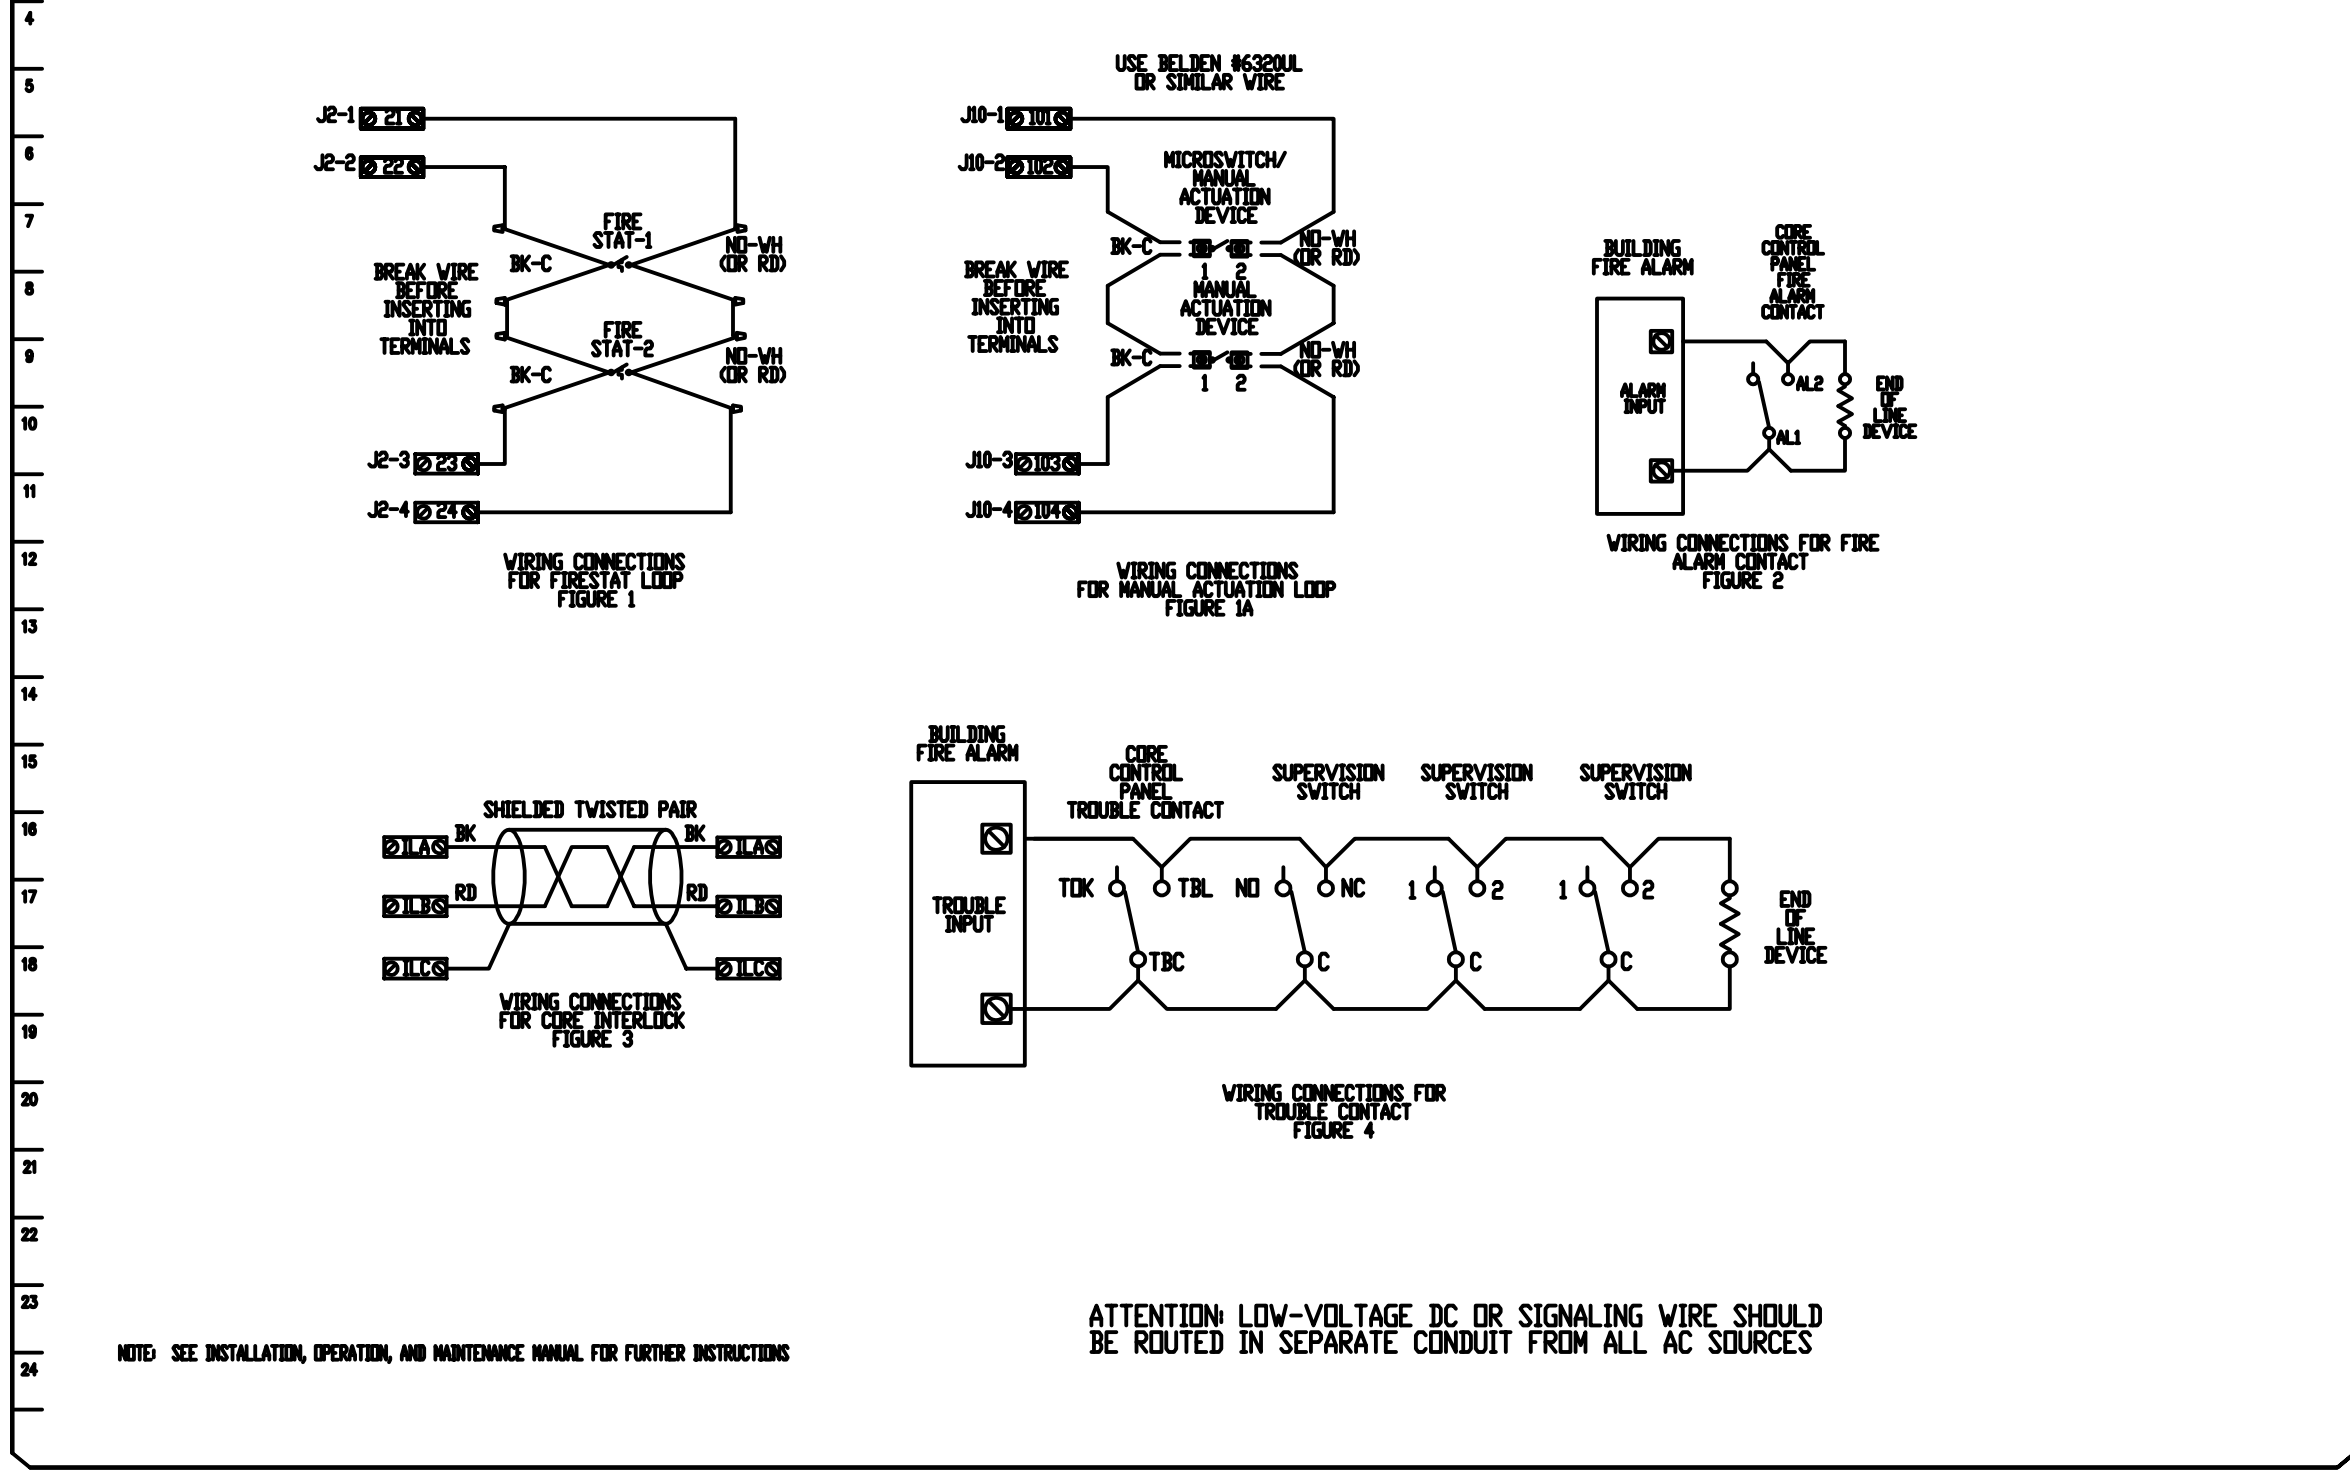 4
5
6
7
8
9
10
11
12
13
14
15
16
17
18
19
20
21
22
23
24
J2-1 21
J2-2 22
FIRE
STAT-1
BK-C
NO-WH
(OR RD)
BREAK WIRE
BEFORE
INSERTING
INTO
TERMINALS
FIRE
STAT-2
BK-C
NO-WH
(OR RD)
J2-3 23
J2-4 24
WIRING CONNECTIONS
FOR FIRESTAT LOOP
FIGURE 1
USE BELDEN #6320UL
OR SIMILAR WIRE
J10-1 101
J10-2 102
MICROSWITCH/
MANUAL
ACTUATION
DEVICE
BK-C
NO-WH
(OR RD)
1 2
BREAK WIRE
BEFORE
INSERTING
INTO
TERMINALS
MANUAL
ACTUATION
DEVICE
BK-C
NO-WH
(OR RD)
1 2
J10-3 103
J10-4 104
WIRING CONNECTIONS
FOR MANUAL ACTUATION LOOP
FIGURE 1A
BUILDING
FIRE ALARM
CORE
CONTROL
PANEL
FIRE
ALARM
CONTACT
ALARM
INPUT
AL2
AL1
END
OF
LINE
DEVICE
WIRING CONNECTIONS FOR FIRE
ALARM CONTACT
FIGURE 2
SHIELDED TWISTED PAIR
ILA BK BK ILA
ILB RD RD ILB
ILC ILC
WIRING CONNECTIONS
FOR CORE INTERLOCK
FIGURE 3
BUILDING
FIRE ALARM
CORE
CONTROL
PANEL
TROUBLE CONTACT
SUPERVISION
SWITCH
SUPERVISION
SWITCH
SUPERVISION
SWITCH
TROUBLE
INPUT
TOK TBL NO NC 1 2 1 2
TBC C C C
END
OF
LINE
DEVICE
WIRING CONNECTIONS FOR
TROUBLE CONTACT
FIGURE 4
ATTENTION: LOW-VOLTAGE DC OR SIGNALING WIRE SHOULD
BE ROUTED IN SEPARATE CONDUIT FROM ALL AC SOURCES
NOTE: SEE INSTALLATION, OPERATION, AND MAINTENANCE MANUAL FOR FURTHER INSTRUCTIONS